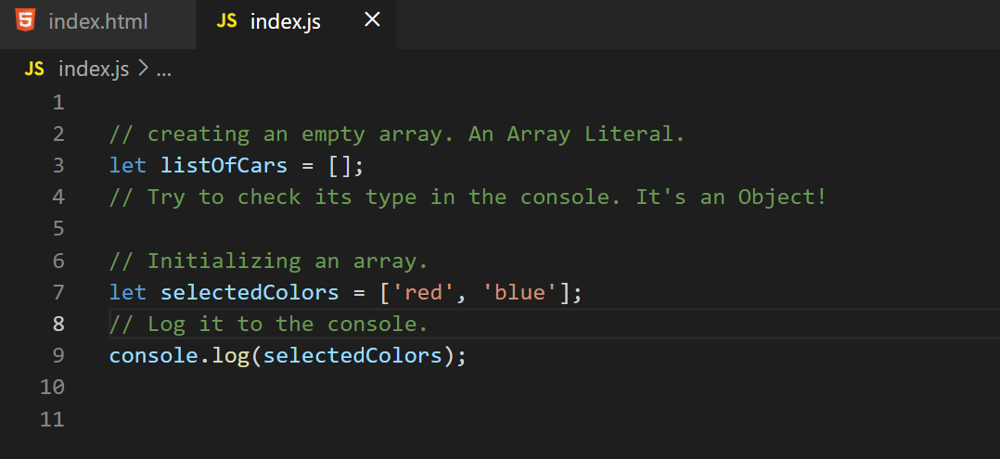 index.html JS index.js ×
JS index.js > ...
1
2 // creating an empty array. An Array Literal.
3 let listOfCars = [];
4 // Try to check its type in the console. It's an Object!
5
6 // Initializing an array.
7 let selectedColors = ['red', 'blue'];
8 // Log it to the console.
9 console.log(selectedColors);
10
11